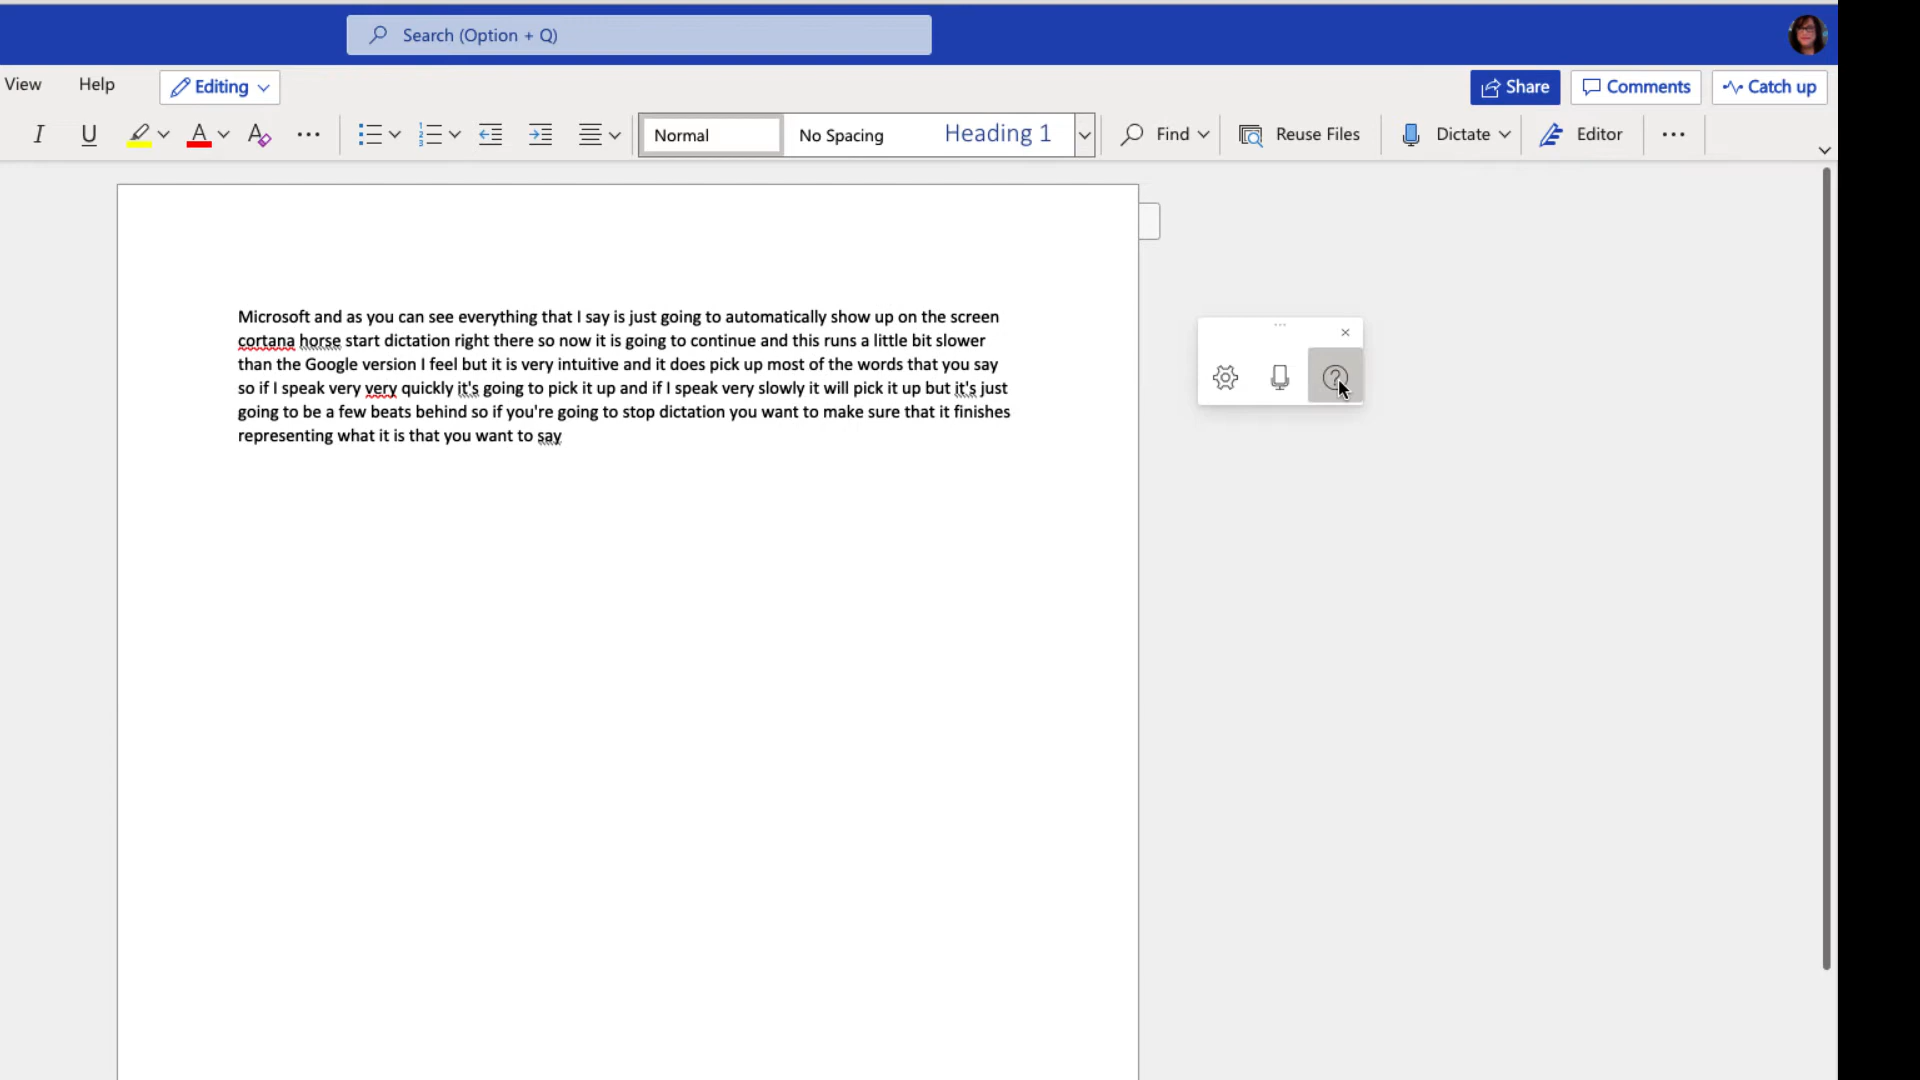 Search (Option + Q)
View Help Editing Share Comments Catch up
I U A A Normal No Spacing Heading 1 Find Reuse Files Dictate Editor
Microsoft and as you can see everything that I say is just going to automatically show up on the screen
cortana horse start dictation right there so now it is going to continue and this runs a little bit slower
than the Google version I feel but it is very intuitive and it does pick up most of the words that you say
so if I speak very very quickly it's going to pick it up and if I speak very slowly it will pick it up but it's just
going to be a few beats behind so if you're going to stop dictation you want to make sure that it finishes
representing what it is that you want to say